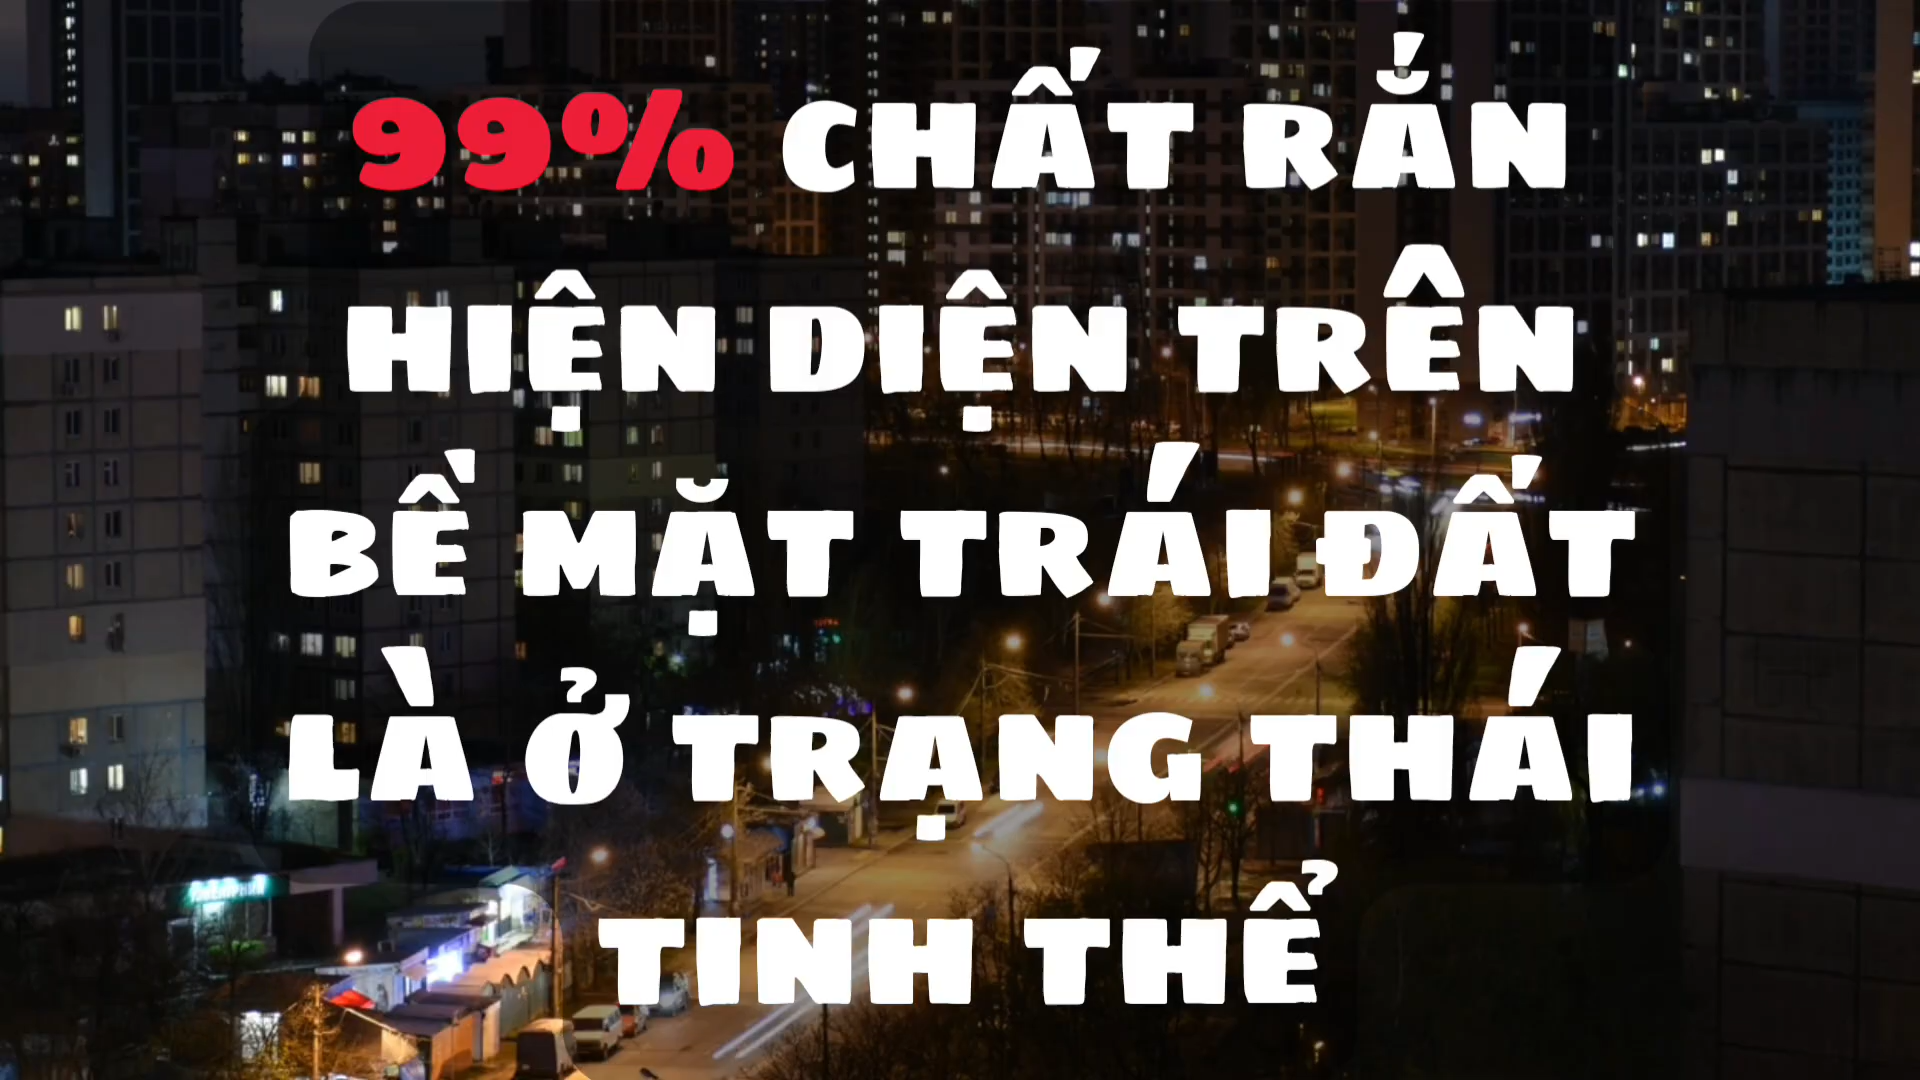 99% CHẤT RẮN
HIỆN DIỆN TRÊN
BỀ MẶT TRÁI ĐẤT
LÀ Ở TRẠNG THÁI
TINH THỂ